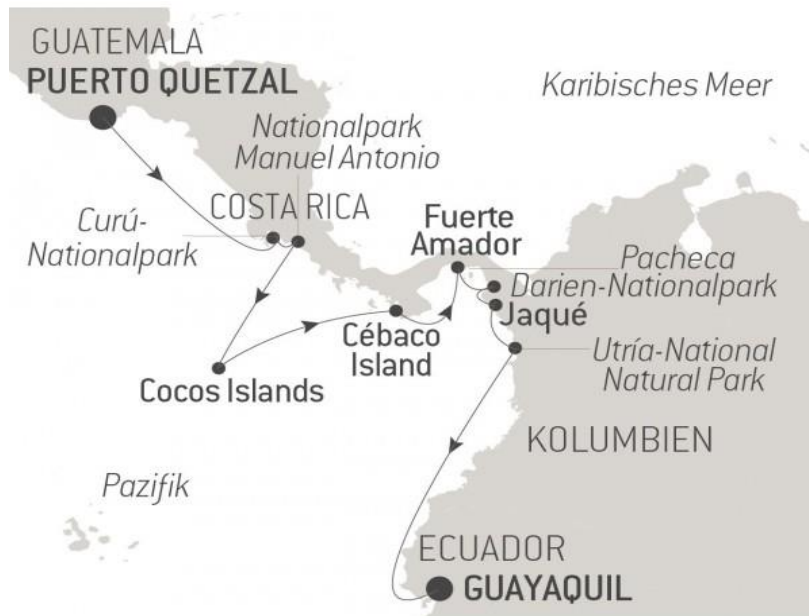 GUATEMALA
PUERTO QUETZAL
Karibisches Meer
Nationalpark
Manuel Antonio
Curú-
Nationalpark
COSTA RICA
Fuerte
Amador
Pacheca
Darien-Nationalpark
Jaqué
Cébaco
Island
Utría-National
Natural Park
Cocos Islands
KOLUMBIEN
Pazifik
ECUADOR
GUAYAQUIL